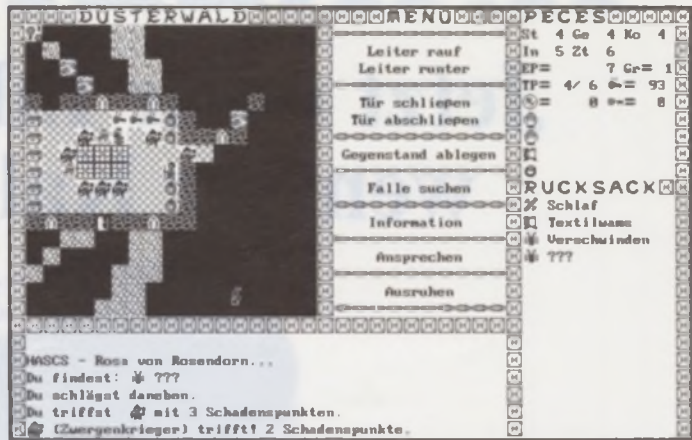 DÜSTERWALD
MENÜ
Leiter rauf
Leiter runter
Tür schließen
Tür abschließen
Gegenstand ablegen
Falle suchen
Information
Ansprechen
Ausruhen
PECES
St 4 Ge 4 Ko 4
In 5 Zt 6
EP= 7 Gr= 1
TP= 4/ 6 = 93
= 0 = 0
RUCKSACK
Schlaf
Textilwams
Verschwinden
???
HASCS - Rosa von Rosendorn...
Du findest: ???
Du schlägst daneben.
Du triffst mit 3 Schadenspunkten.
(Zwergenkrieger) trifft! 2 Schadenspunkte.